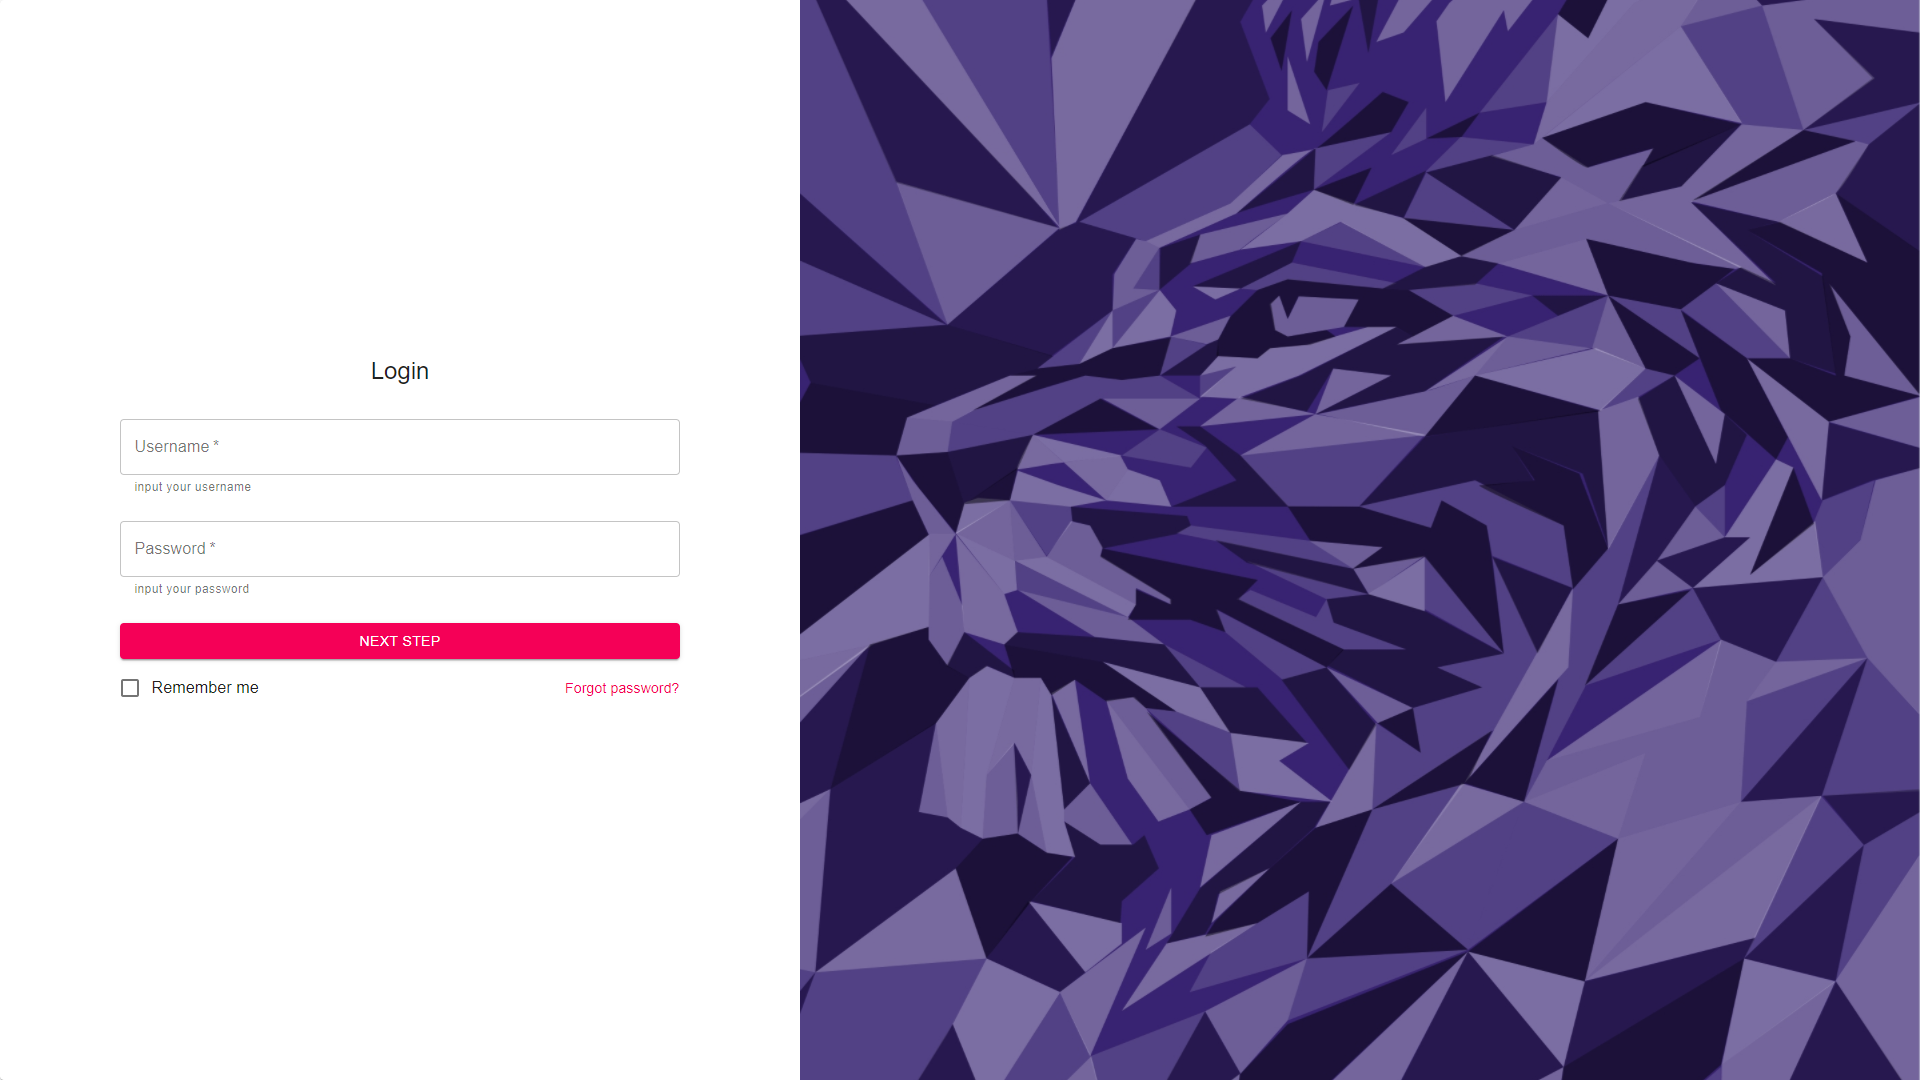 Login
Username *
input your username
Password *
input your password
NEXT STEP
Remember me
Forgot password?